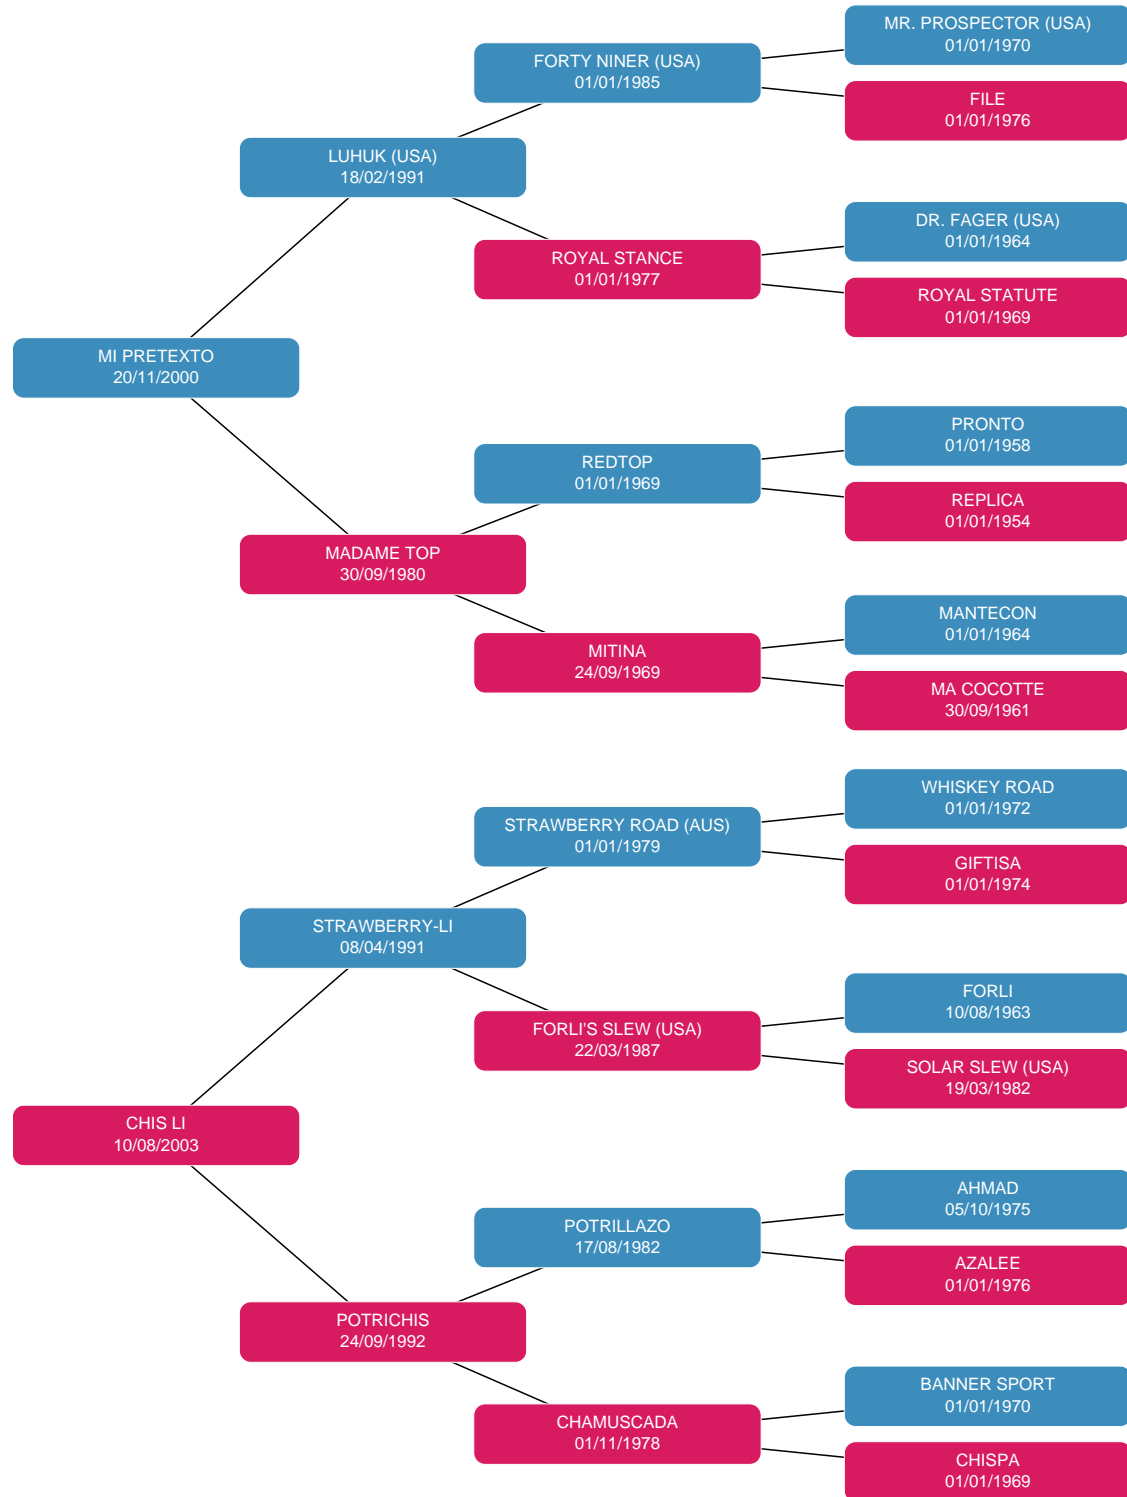 MR. PROSPECTOR (USA)
01/01/1970
FORTY NINER (USA)
01/01/1985
FILE
01/01/1976
LUHUK (USA)
18/02/1991
DR. FAGER (USA)
01/01/1964
ROYAL STANCE
01/01/1977
ROYAL STATUTE
01/01/1969
MI PRETEXTO
20/11/2000
PRONTO
01/01/1958
REDTOP
01/01/1969
REPLICA
01/01/1954
MADAME TOP
30/09/1980
MANTECON
01/01/1964
MITINA
24/09/1969
MA COCOTTE
30/09/1961
WHISKEY ROAD
01/01/1972
STRAWBERRY ROAD (AUS)
01/01/1979
GIFTISA
01/01/1974
STRAWBERRY-LI
08/04/1991
FORLI
10/08/1963
FORLI'S SLEW (USA)
22/03/1987
SOLAR SLEW (USA)
19/03/1982
CHIS LI
10/08/2003
AHMAD
05/10/1975
POTRILLAZO
17/08/1982
AZALEE
01/01/1976
POTRICHIS
24/09/1992
BANNER SPORT
01/01/1970
CHAMUSCADA
01/11/1978
CHISPA
01/01/1969